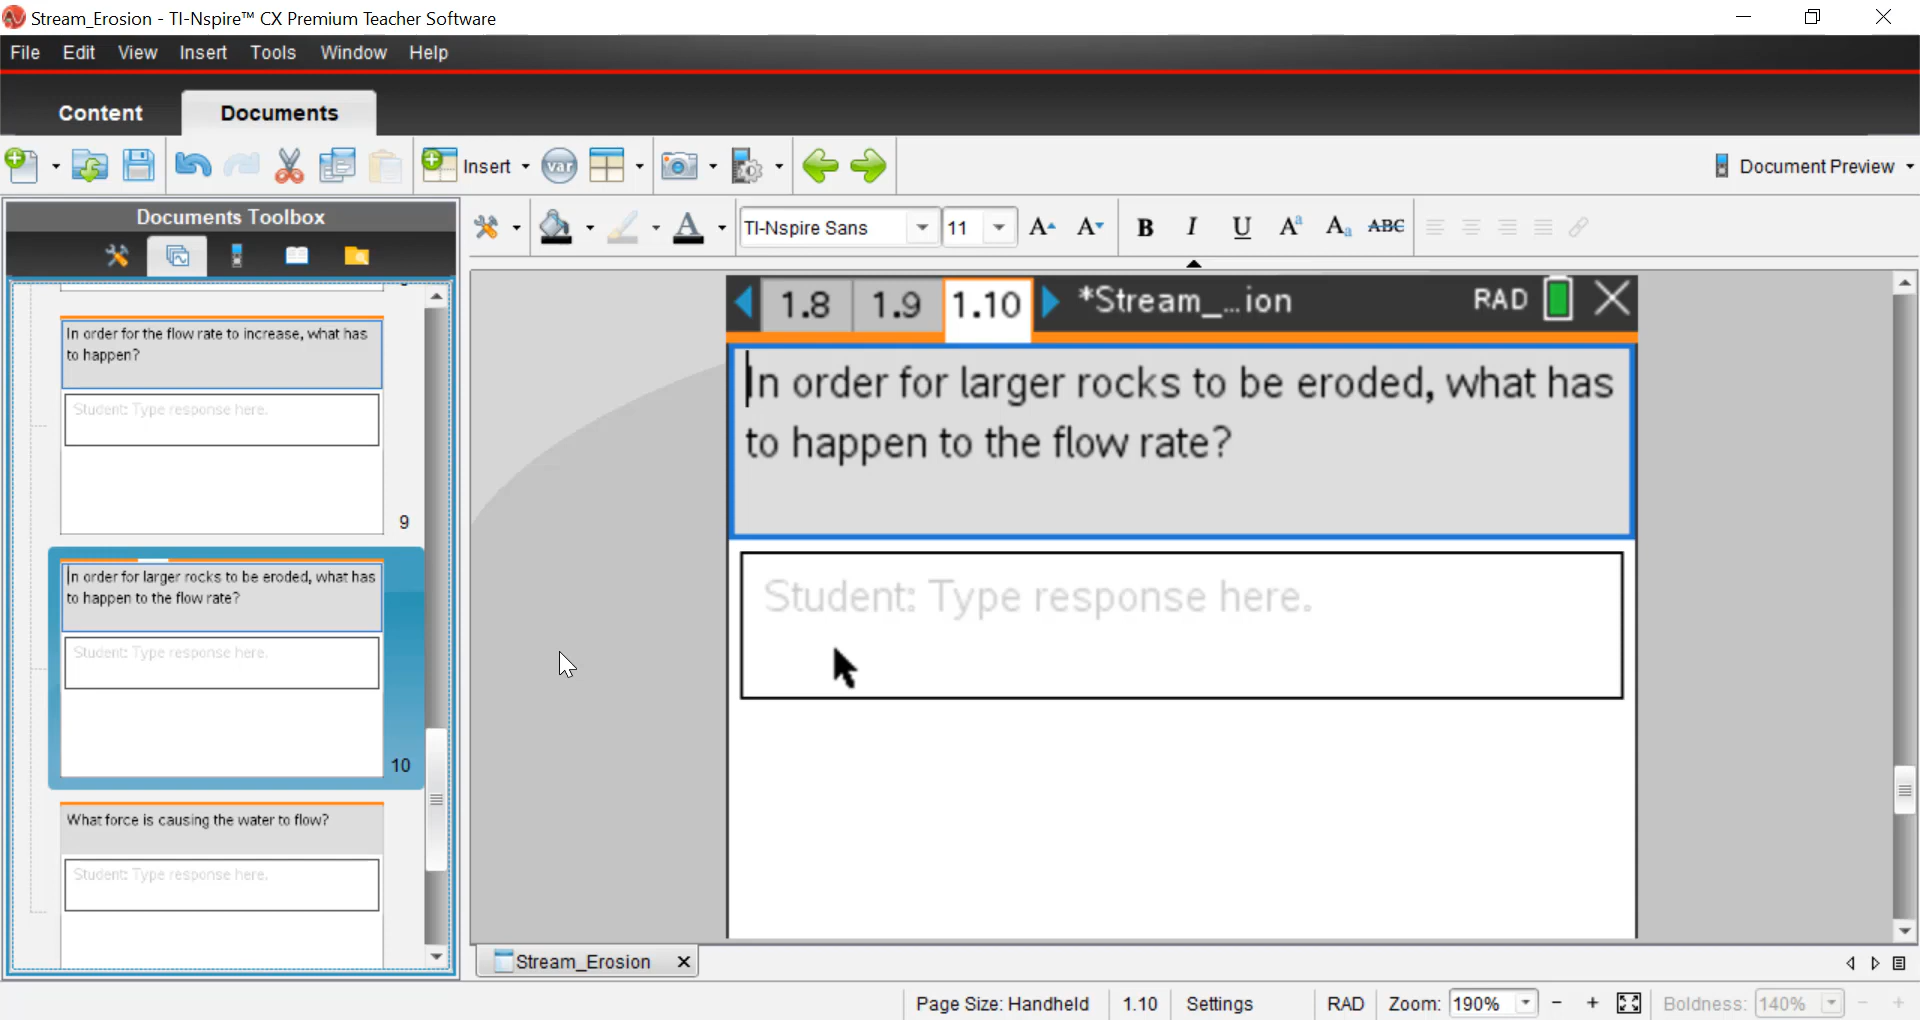 Stream_Erosion - TI-Nspire™ CX Premium Teacher Software
File Edit View Insert Tools Window Help
Content Documents
Insert var Document Preview
Documents Toolbox
TI-Nspire Sans 11 A A B I U Aa Aa ABC
In order for the flow rate to increase, what has
to happen?
Student: Type response here.
9
In order for larger rocks to be eroded, what has
to happen to the flow rate?
Student: Type response here.
10
What force is causing the water to flow?
Student: Type response here.
1.8 1.9 1.10 *Stream_...ion RAD
In order for larger rocks to be eroded, what has
to happen to the flow rate?
Student: Type response here.
Stream_Erosion
Page Size: Handheld 1.10 Settings RAD Zoom: 190% - + Boldness: 140% - +